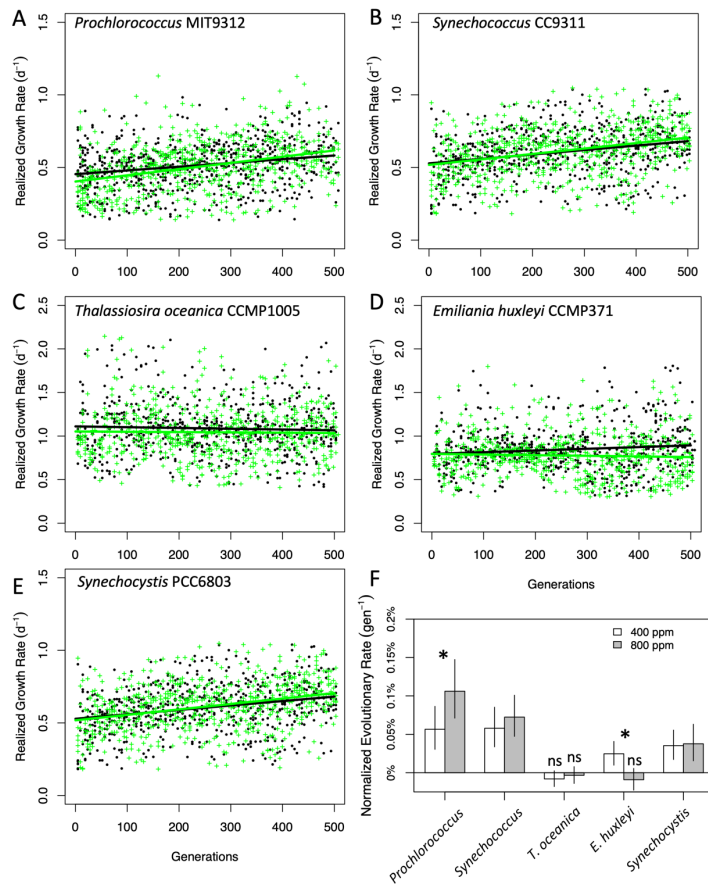 A
Prochlorococcus MIT9312
Realized Growth Rate (d⁻¹)
0.0
0.5
1.0
1.5
0 100 200 300 400 500
B
Synechococcus CC9311
Realized Growth Rate (d⁻¹)
0.0
0.5
1.0
1.5
0 100 200 300 400 500
C
Thalassiosira oceanica CCMP1005
Realized Growth Rate (d⁻¹)
0.0
0.5
1.0
1.5
2.0
2.5
0 100 200 300 400 500
D
Emiliania huxleyi CCMP371
Realized Growth Rate (d⁻¹)
0.0
0.5
1.0
1.5
2.0
2.5
0 100 200 300 400 500
Generations
E
Synechocystis PCC6803
Realized Growth Rate (d⁻¹)
0.0
0.5
1.0
1.5
0 100 200 300 400 500
Generations
F
Normalized Evolutionary Rate (gen⁻¹)
0%
0.05%
0.1%
0.15%
0.2%
400 ppm
800 ppm
*
ns ns
*
ns
Prochlorococcus
Synechococcus
T. oceanica
E. huxleyi
Synechocystis